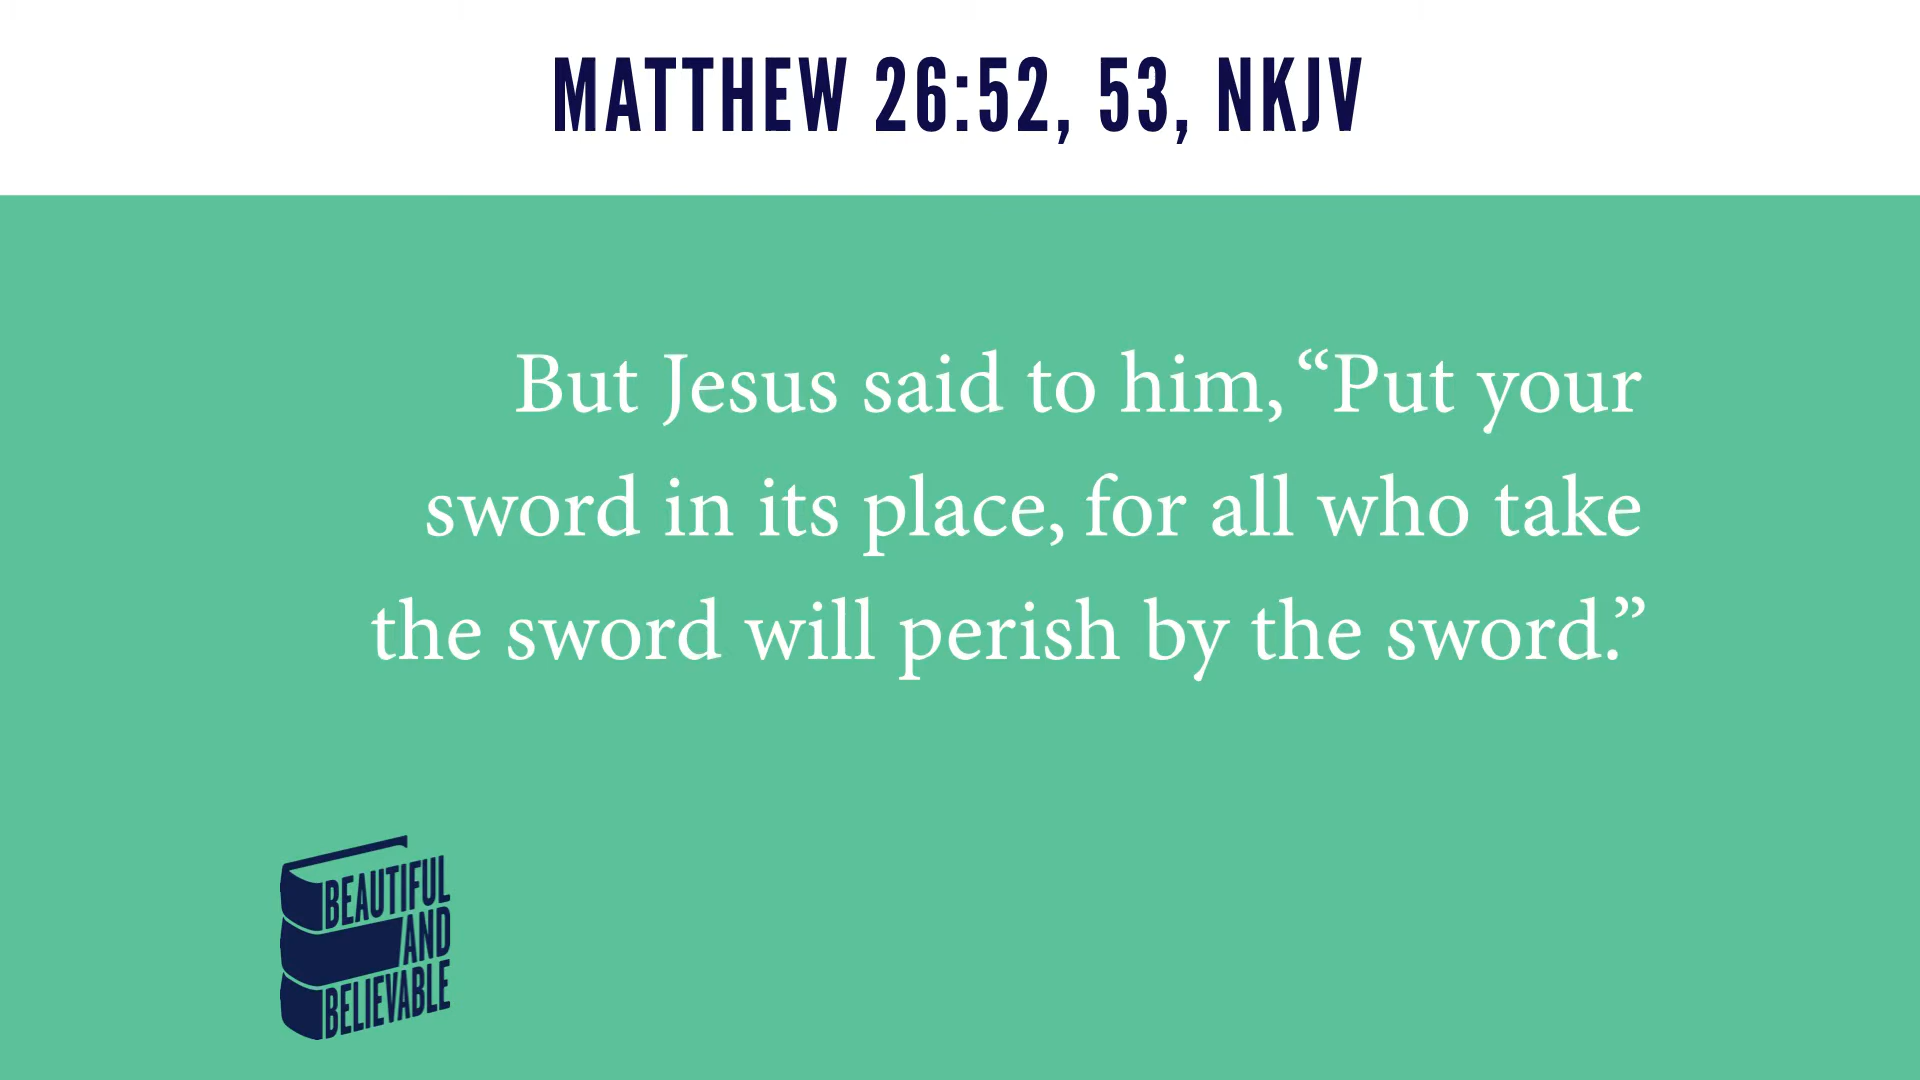 MATTHEW 26:52, 53, NKJV
But Jesus said to him, “Put your
sword in its place, for all who take
the sword will perish by the sword.”
BEAUTIFUL
AND
BELIEVABLE